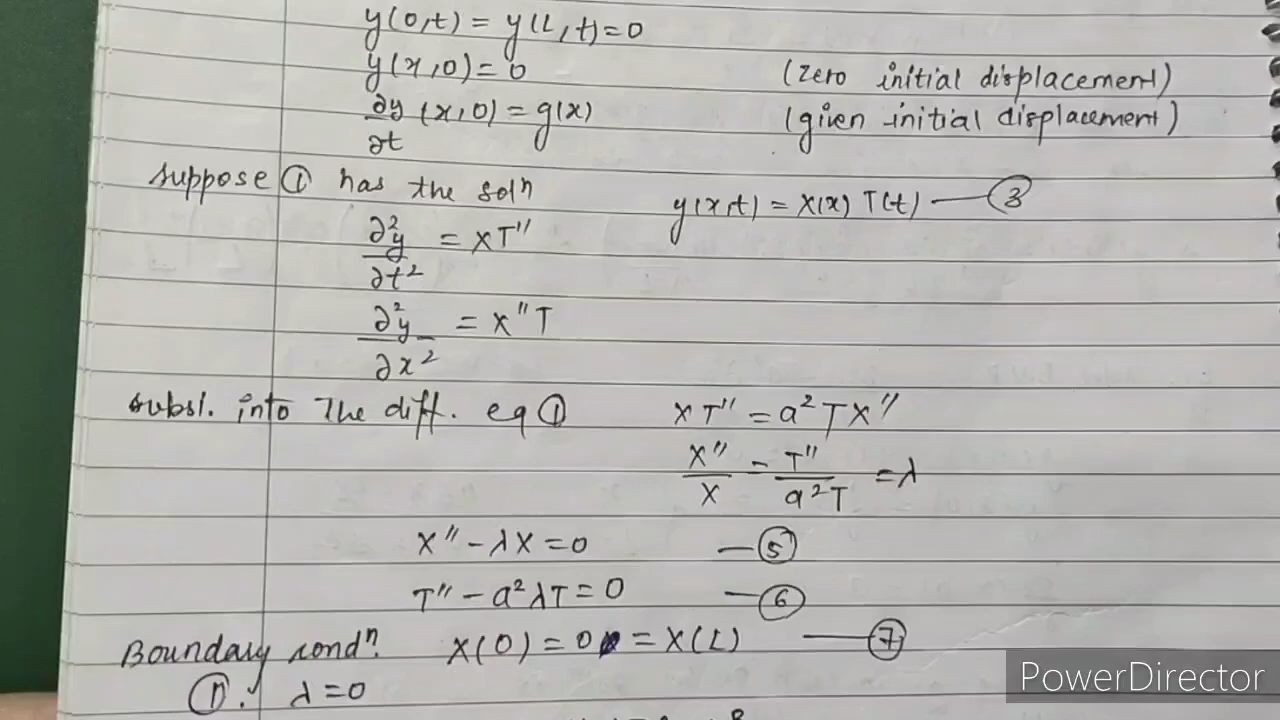 y(0,t) = y(L,t) = 0
y(x,0) = 0 (zero initial displacement)
∂y/∂t (x,0) = g(x) (given initial displacement)
suppose ① has the solⁿ y(x,t) = X(x) T(t) — ③
∂²y/∂t² = XT''
∂²y/∂x² = X''T
subst. into The diff. eq ① XT'' = a²TX''
X''/X = T''/a²T = λ
X'' - λX = 0 — ⑤
T'' - a²λT = 0 — ⑥
Boundary condⁿ. X(0) = 0 = X(L) — ⑦
①. λ = 0
PowerDirector